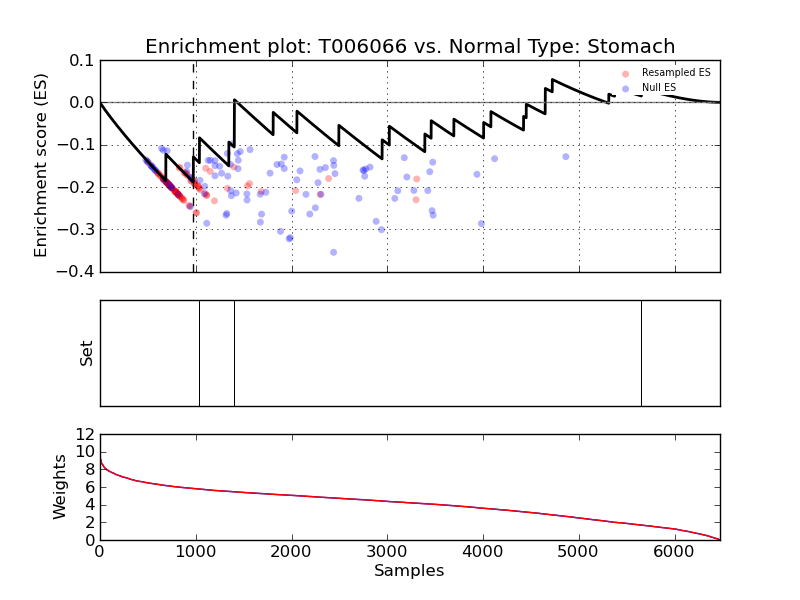 Enrichment plot: T006066 vs. Normal Type: Stomach
Enrichment score (ES)
0.1
0.0
−0.1
−0.2
−0.3
−0.4
Resampled ES
Null ES
Set
Weights
12
10
8
6
4
2
0
0 1000 2000 3000 4000 5000 6000
Samples